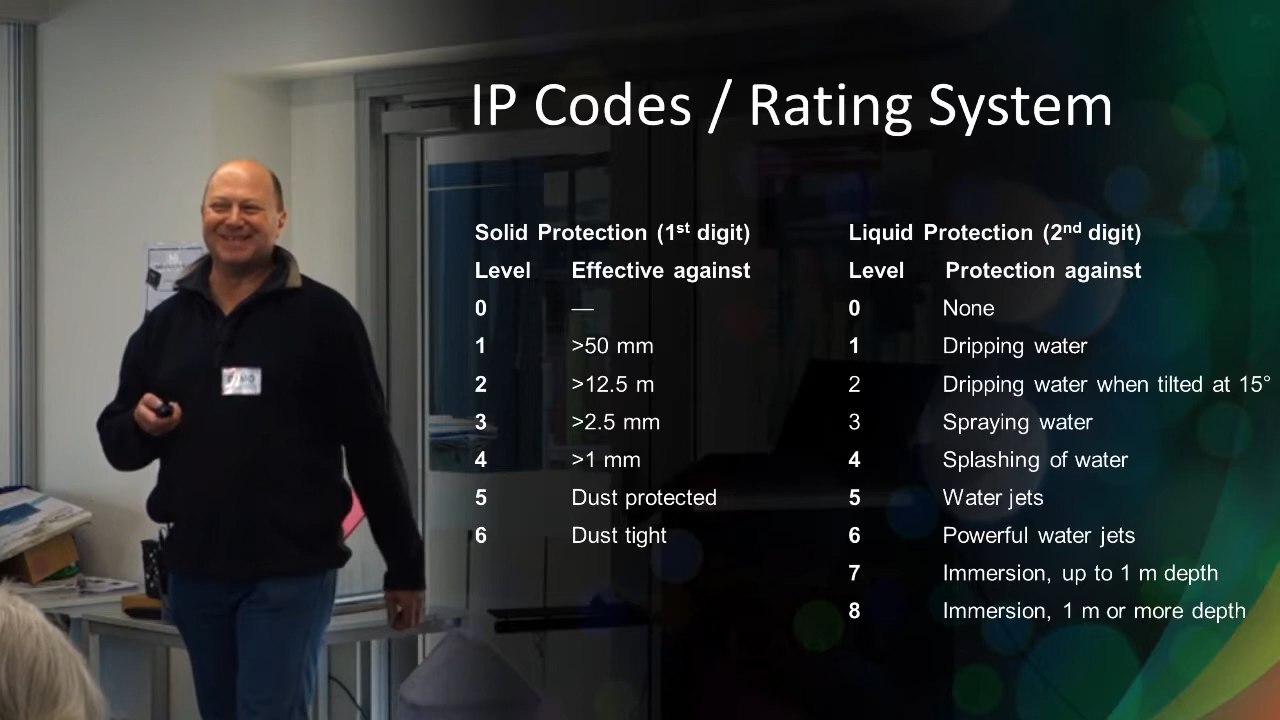 IP Codes / Rating System
Solid Protection (1st digit)
Level Effective against
0 —
1 >50 mm
2 >12.5 m
3 >2.5 mm
4 >1 mm
5 Dust protected
6 Dust tight
Liquid Protection (2nd digit)
Level Protection against
0 None
1 Dripping water
2 Dripping water when tilted at 15°
3 Spraying water
4 Splashing of water
5 Water jets
6 Powerful water jets
7 Immersion, up to 1 m depth
8 Immersion, 1 m or more depth